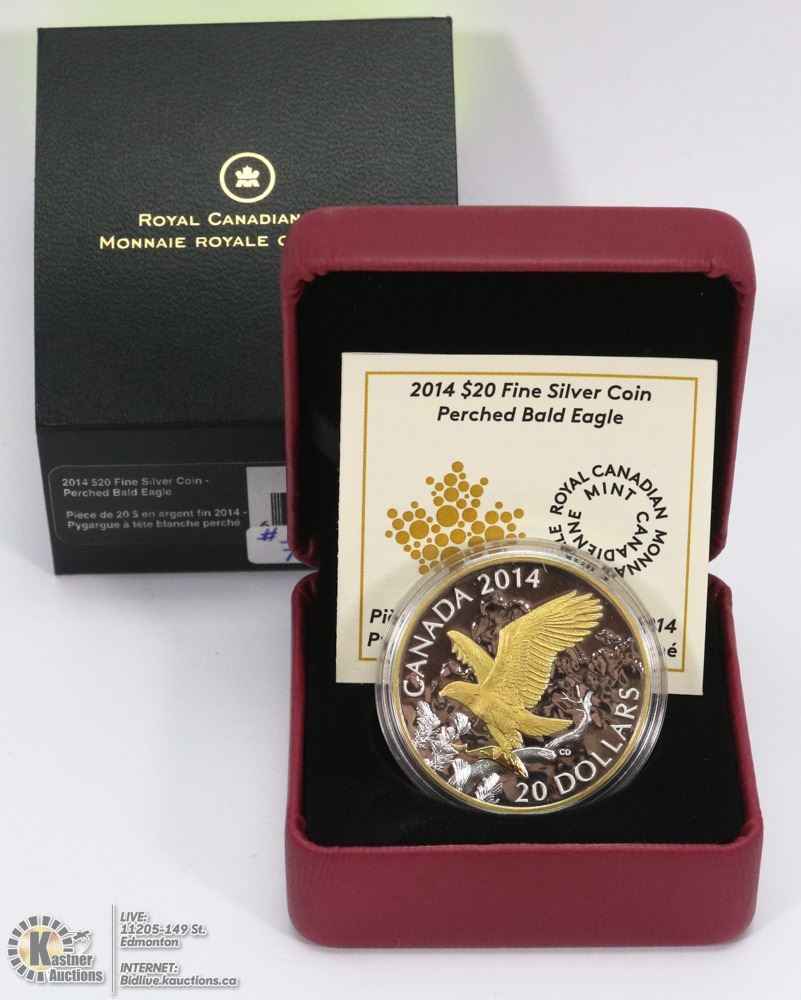 ROYAL CANADIAN
MONNAIE ROYALE
2014 $20 Fine Silver Coin -
Perched Bald Eagle
Pièce de 20 $ en argent fin 2014 -
Pygargue à tête blanche perché
2014 $20 Fine Silver Coin
Perched Bald Eagle
ROYAL CANADIAN MINT
MONNAIE ROYALE CANADIENNE
2014
CANADA 2014
CD
20 DOLLARS
Kastner
Auctions
LIVE:
11205-149 St.
Edmonton
INTERNET:
Bidlive.kauctions.ca